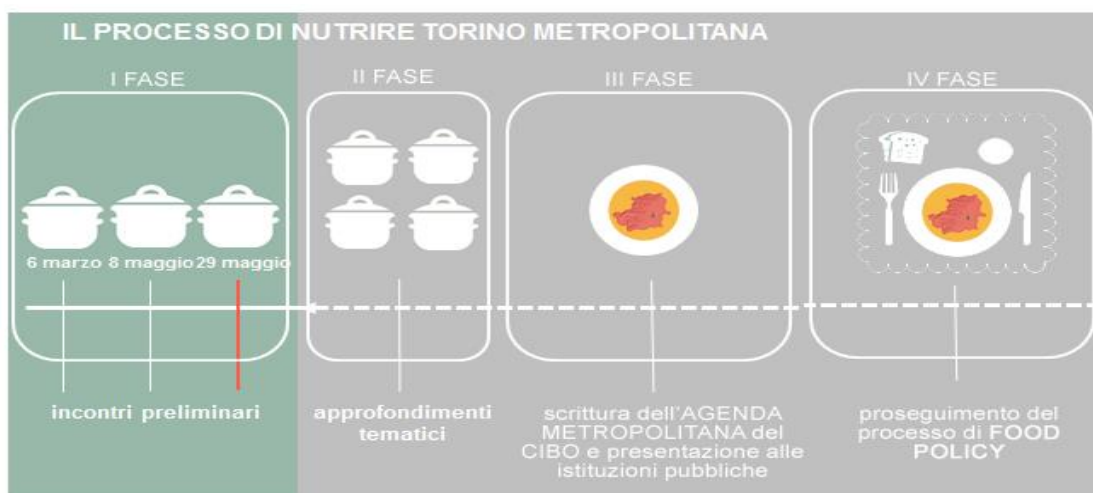 IL PROCESSO DI NUTRIRE TORINO METROPOLITANA
I FASE
II FASE
III FASE
IV FASE
6 marzo
8 maggio
29 maggio
incontri preliminari
approfondimenti
tematici
scrittura dell'AGENDA
METROPOLITANA del
CIBO e presentazione alle
istituzioni pubbliche
proseguimento del
processo di FOOD
POLICY